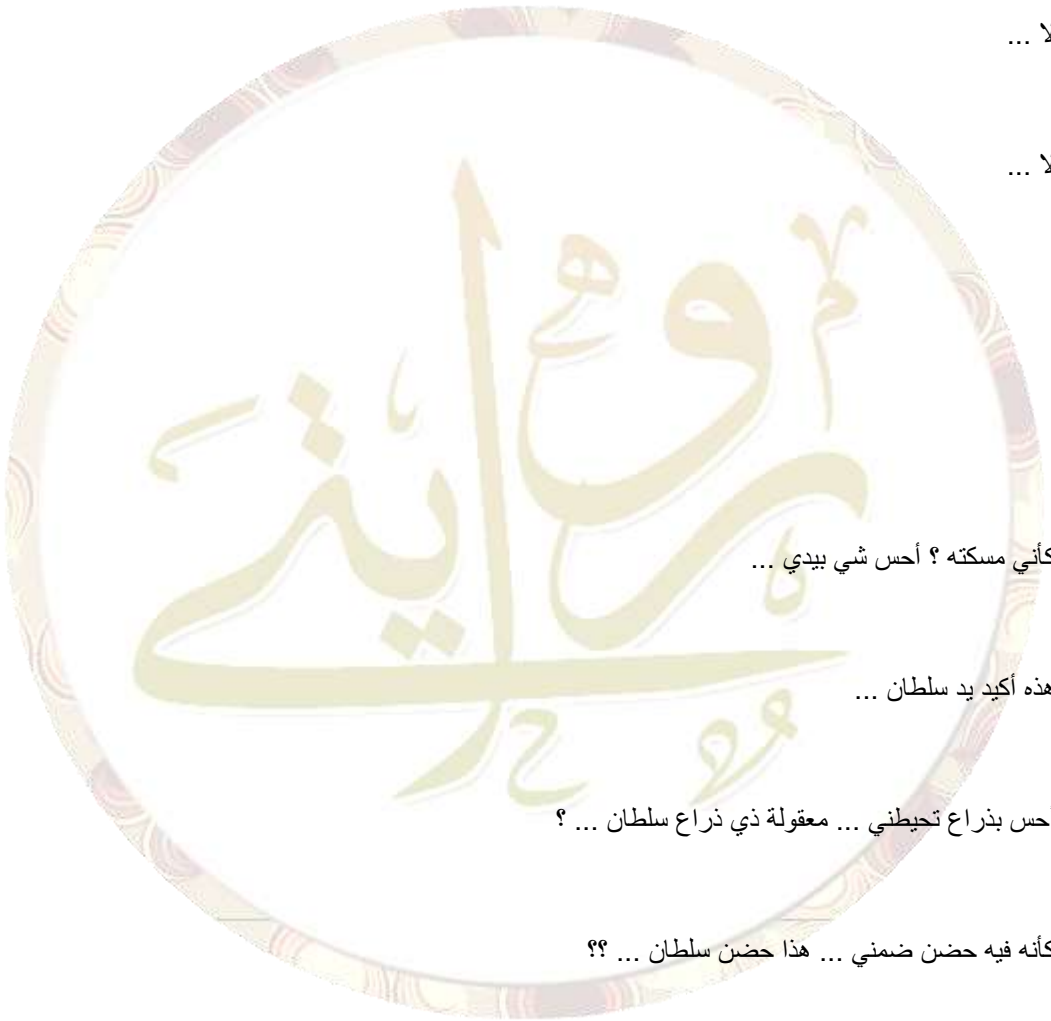 لا ...
لا ...
كأني مسكته ؟ أحس شي بيدي ...
هذه أكيد يد سلطان ...
أحس بذراع تحيطني ... معقولة ذي ذراع سلطان ... ؟
كأنه فيه حضن ضمني ... هذا حضن سلطان ... ؟؟
روايتي